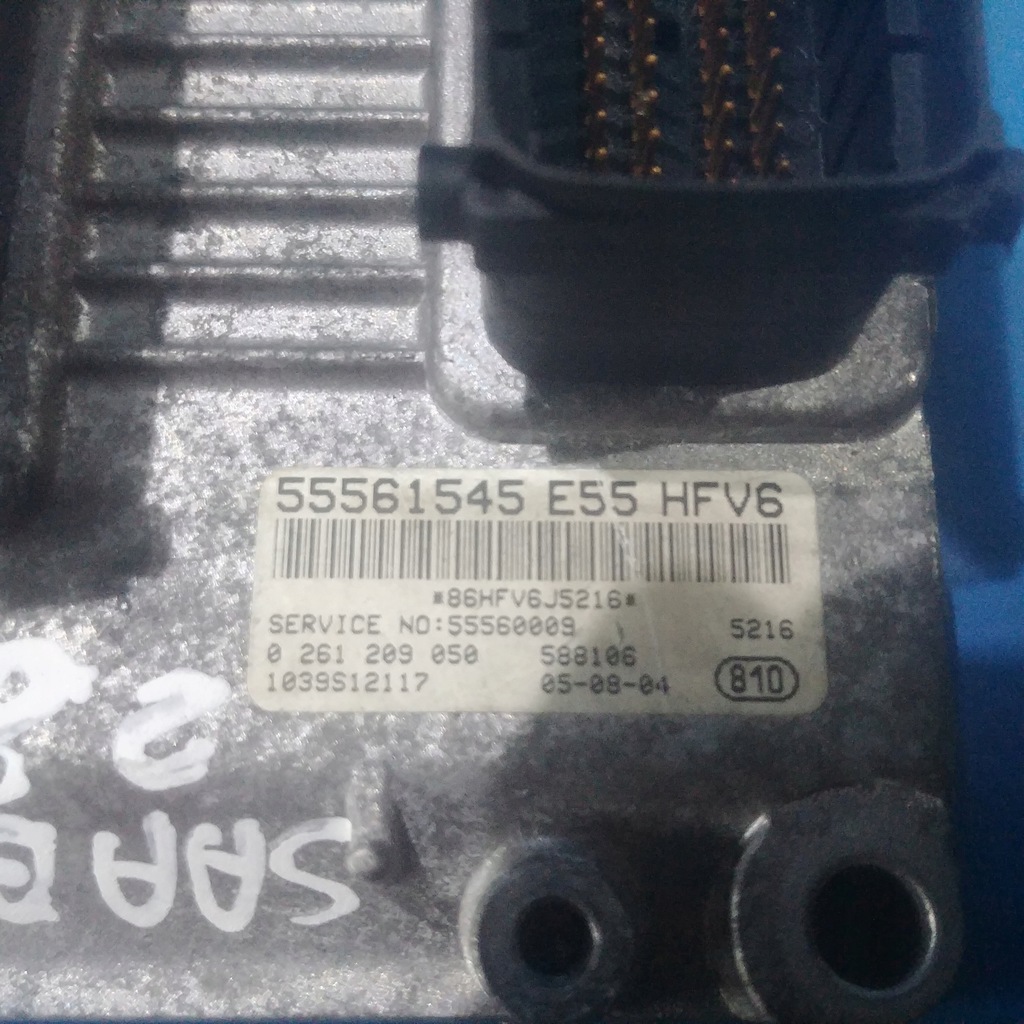 55561545 E55 HFV6
*86HFV6J5216*
SERVICE NO:55560009 5216
0 261 209 050 588106
1039S12117 05-08-04 810
SAAB